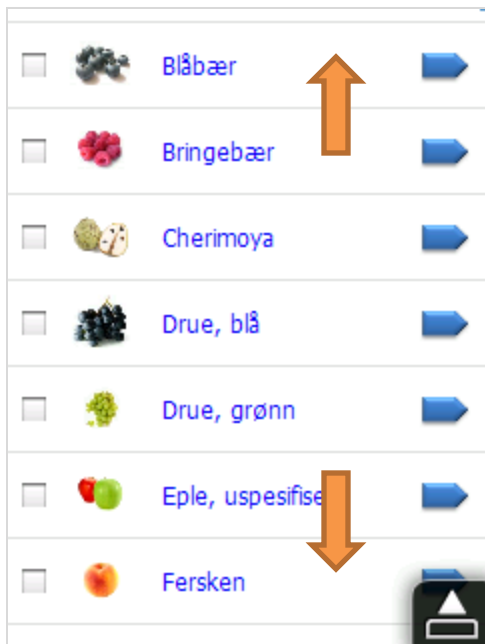 Blåbær
Bringebær
Cherimoya
Drue, blå
Drue, grønn
Eple, uspesifise
Fersken